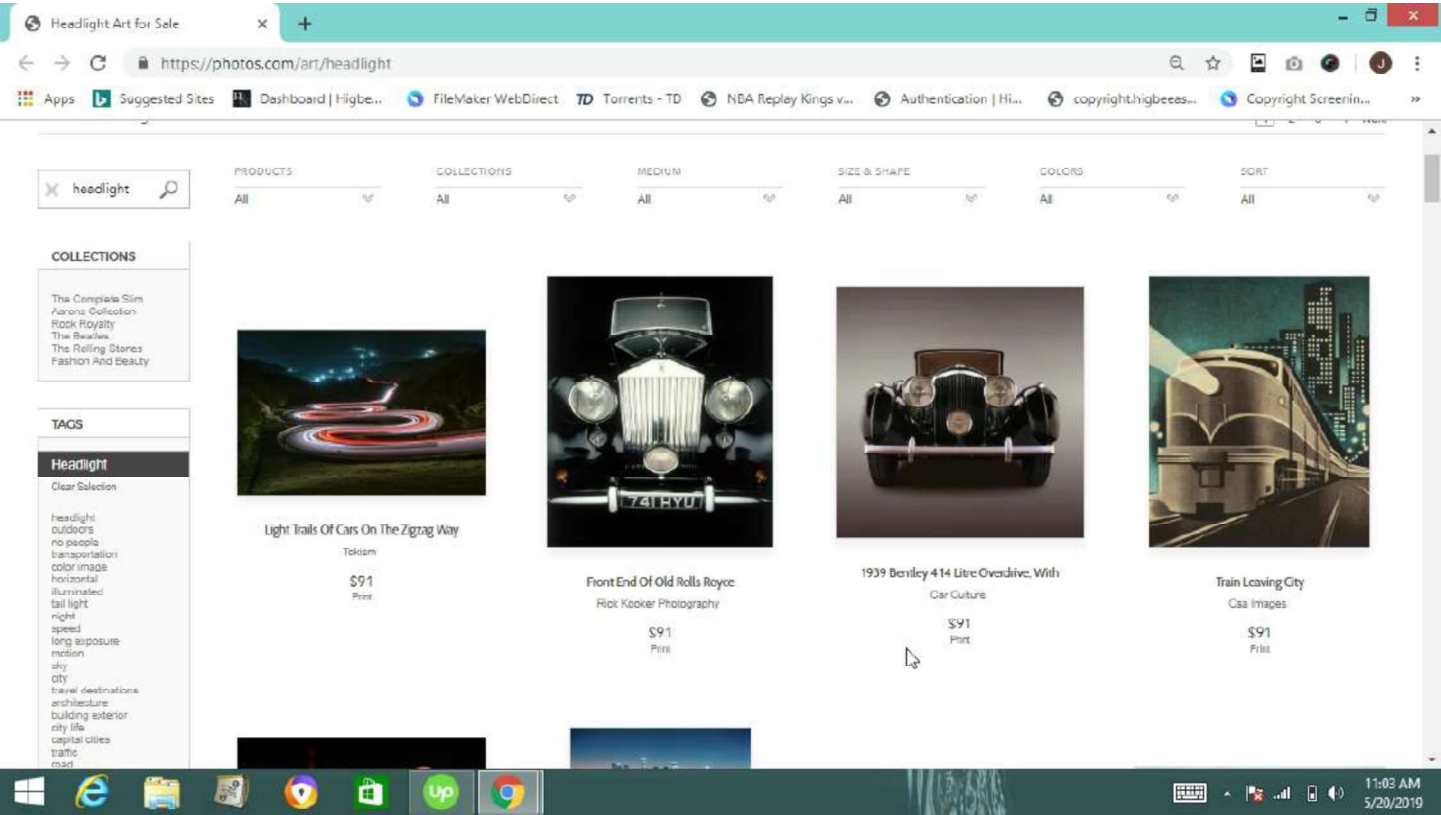 Headlight Art for Sale
https://photos.com/art/headlight
J
Apps
Suggested Sites
Dashboard | Higbe...
FileMaker WebDirect
TD Torrents - TD
NBA Replay Kings v...
Authentication | Hi...
copyright.higbeeas...
Copyright Screenin...
headlight
PRODUCTS
All
COLLECTIONS
All
MEDIUM
All
SIZE & SHAPE
All
COLORS
All
SORT
All
COLLECTIONS
The Complete Slim
Aarons Collection
Rock Royalty
The Beatles
The Rolling Stones
Fashion And Beauty
TAGS
Headlight
Clear Selection
headlight
outdoors
no people
transportation
color image
horizontal
illuminated
tail light
night
speed
long exposure
motion
sky
city
travel destinations
architecture
building exterior
city life
capital cities
traffic
road
Light Trails Of Cars On The Zigzag Way
Tokism
$91
Print
741 HYU
Front End Of Old Rolls Royce
Rick Kooker Photography
$91
Print
1939 Bentley 414 Litre Overdrive, With
Car Culture
$91
Print
Train Leaving City
Csa Images
$91
Print
Up
11:03 AM
5/20/2019